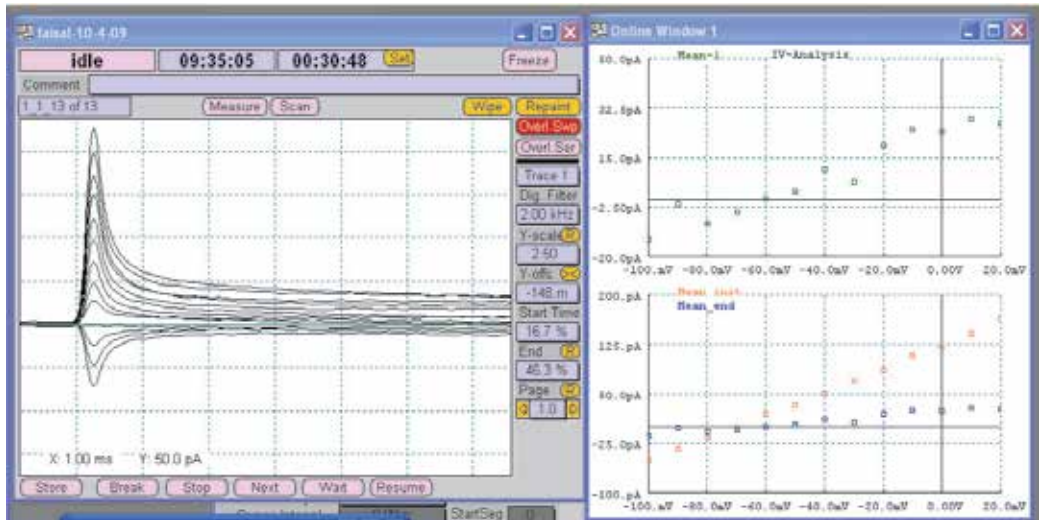 faisal-10-4-09
idle 09:35:05 00:30:48 Set Freeze
Comment
1_1_13 of 13 Measure Scan Wipe Repaint
Overl.Swp
Overl.Ser
Trace 1
Dig. Filter
2.00 kHz
Y-scale R
2.50
Y-offs.
-148 m
Start Time
16.7 %
End R
46.3 %
Page R
1.0
X: 1.00 ms Y: 50.0 pA
Store Break Stop Next Wait Resume
StartSeg
Online Window 1
Mean-1 IV-Analysis
50.0pA
32.5pA
15.0pA
-2.50pA
-20.0pA
-100.mV -80.0mV -60.0mV -40.0mV -20.0mV 0.00V 20.0mV
Mean_init
Mean_end
200.pA
125.pA
50.0pA
-25.0pA
-100.pA
-100.mV -80.0mV -60.0mV -40.0mV -20.0mV 0.00V 20.0mV